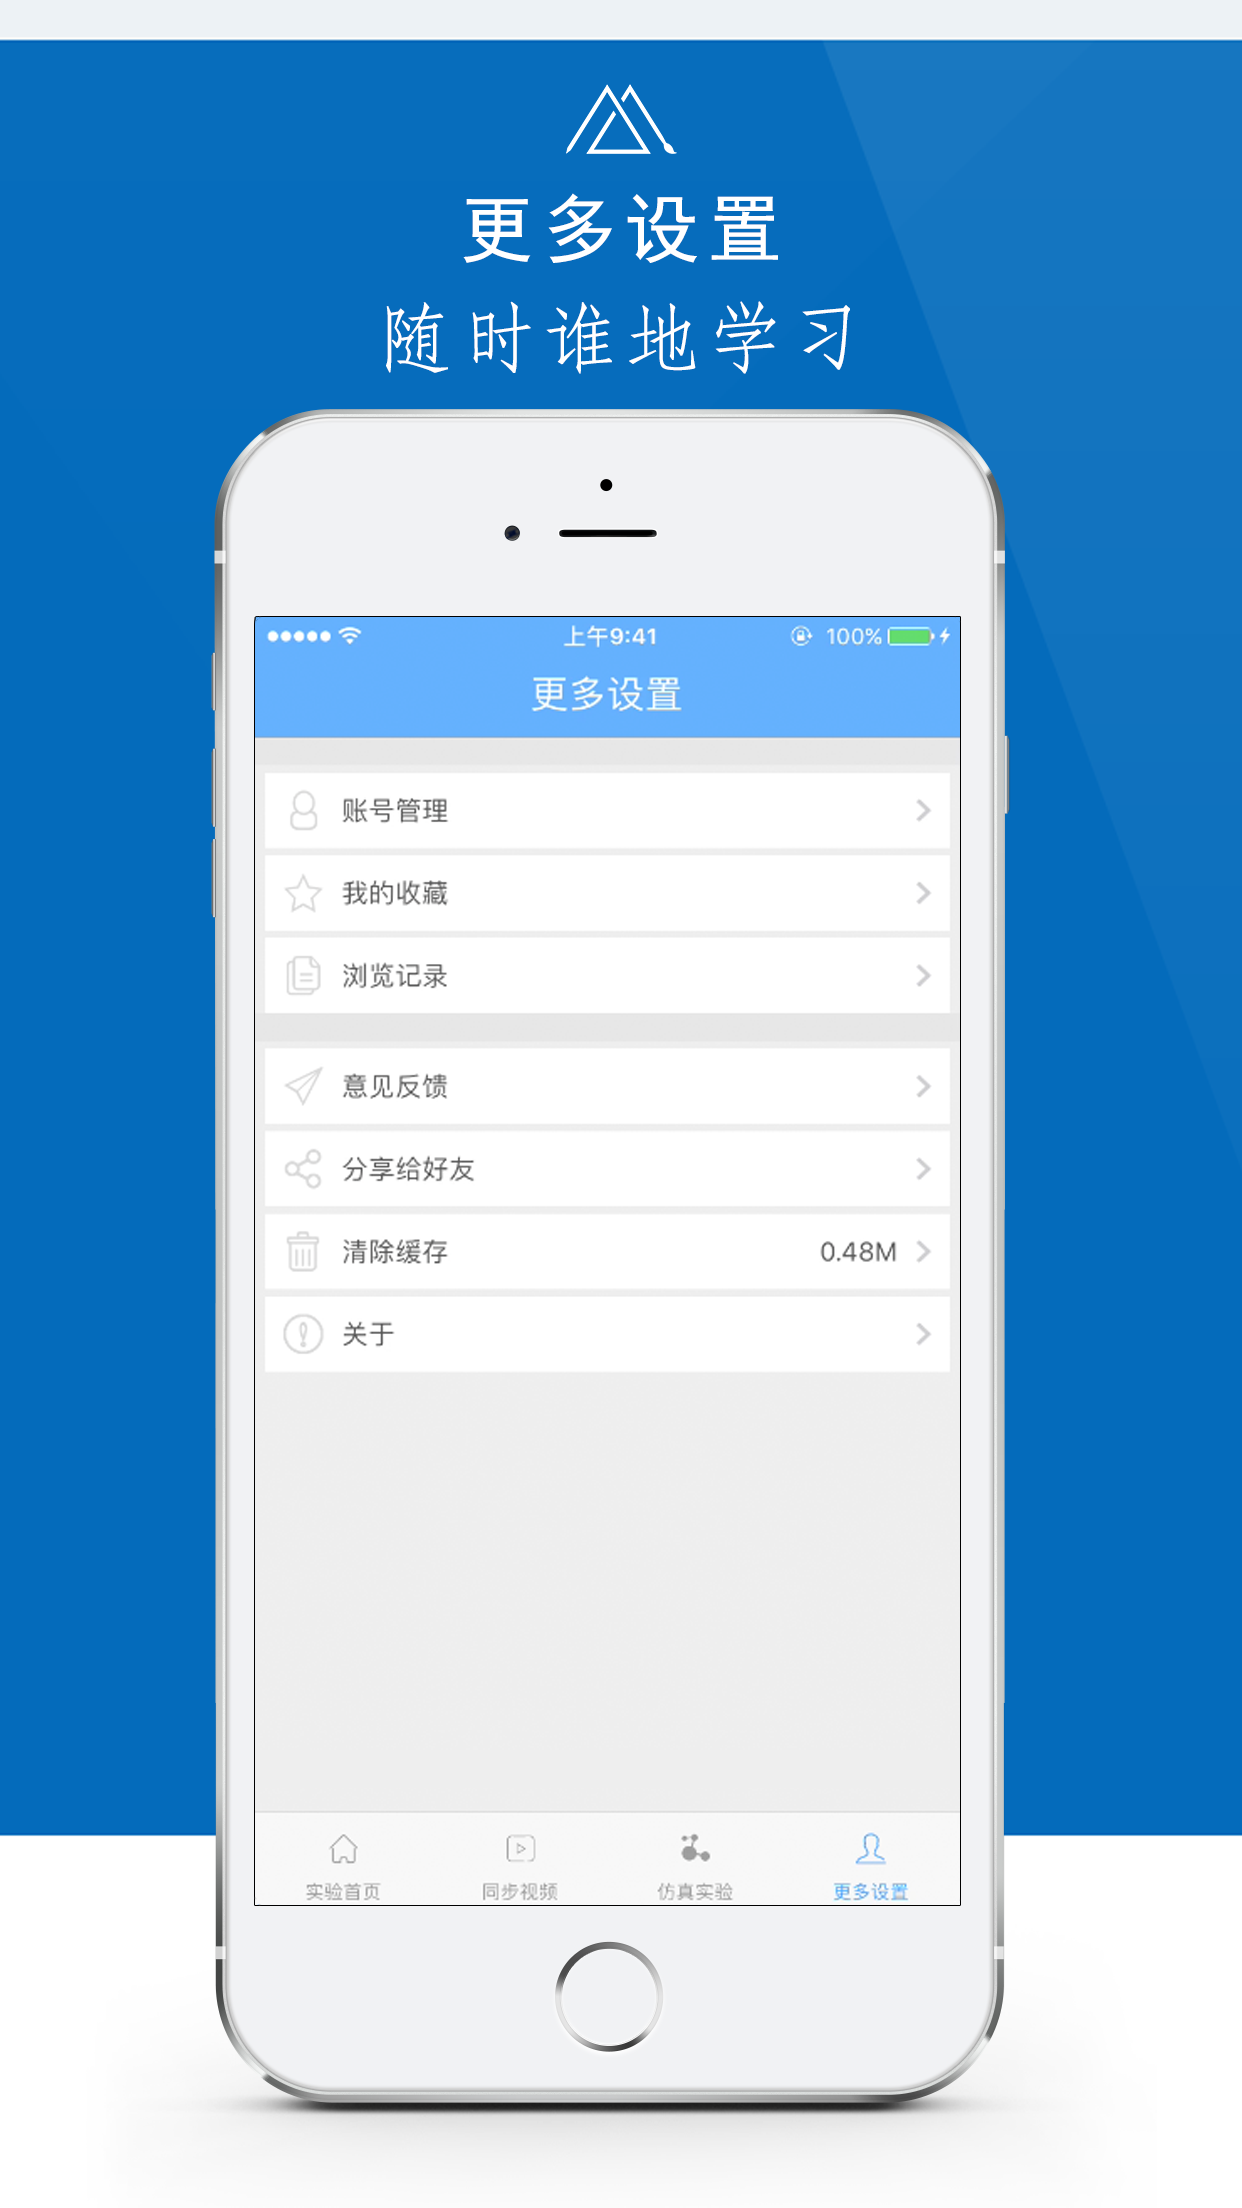 更多设置
随时谁地学习
上午9:41
100%
更多设置
账号管理
我的收藏
浏览记录
意见反馈
分享给好友
清除缓存 0.48M
关于
实验首页 同步视频 仿真实验 更多设置